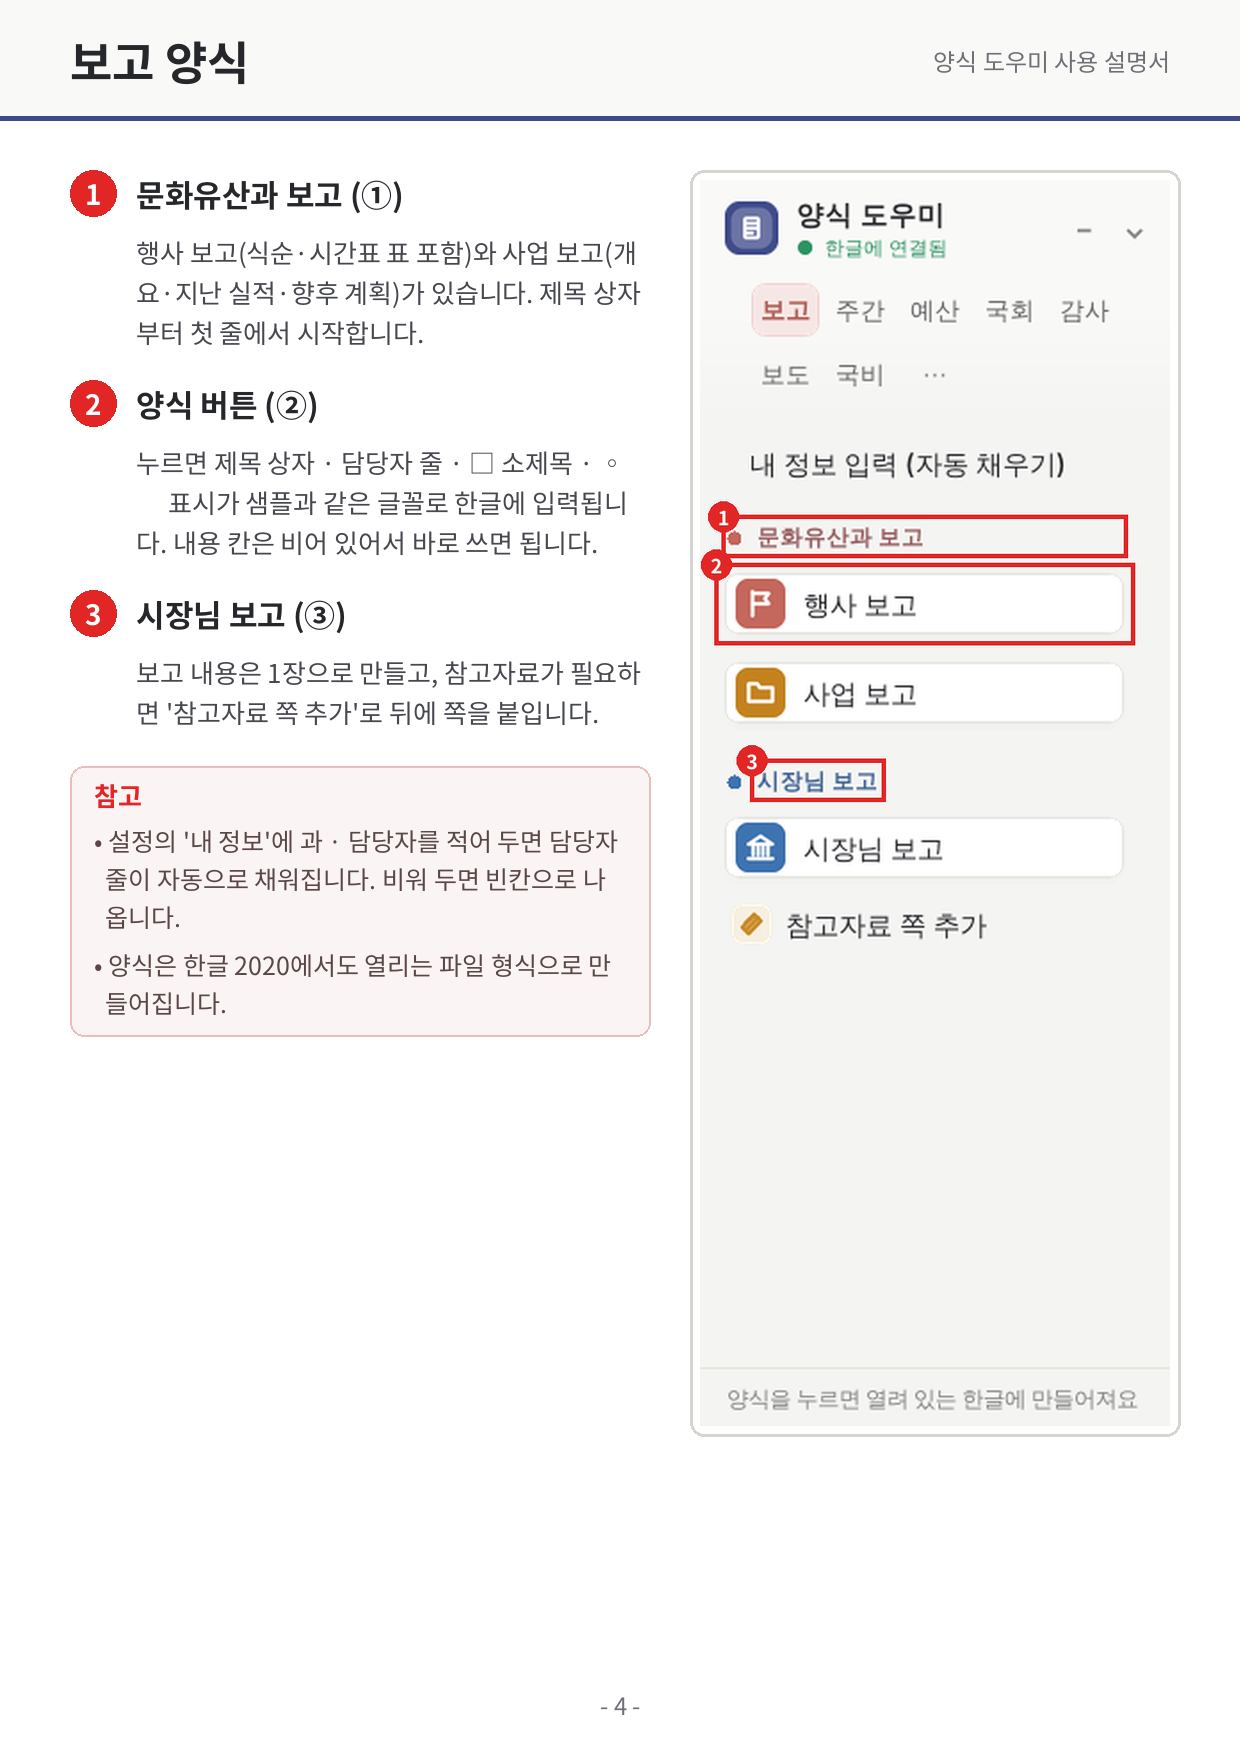 보고 양식
양식 도우미 사용 설명서
1 문화유산과 보고 (①)
행사 보고(식순·시간표 표 포함)와 사업 보고(개
요·지난 실적·향후 계획)가 있습니다. 제목 상자
부터 첫 줄에서 시작합니다.
2 양식 버튼 (②)
누르면 제목 상자 · 담당자 줄 · □ 소제목 · ◦
표시가 샘플과 같은 글꼴로 한글에 입력됩니
다. 내용 칸은 비어 있어서 바로 쓰면 됩니다.
3 시장님 보고 (③)
보고 내용은 1장으로 만들고, 참고자료가 필요하
면 '참고자료 쪽 추가'로 뒤에 쪽을 붙입니다.
참고
• 설정의 '내 정보'에 과 · 담당자를 적어 두면 담당자
줄이 자동으로 채워집니다. 비워 두면 빈칸으로 나
옵니다.
• 양식은 한글 2020에서도 열리는 파일 형식으로 만
들어집니다.
양식 도우미
● 한글에 연결됨
보고 주간 예산 국회 감사
보도 국비 ···
내 정보 입력 (자동 채우기)
1
문화유산과 보고
2
행사 보고
사업 보고
3
시장님 보고
시장님 보고
참고자료 쪽 추가
양식을 누르면 열려 있는 한글에 만들어져요
- 4 -